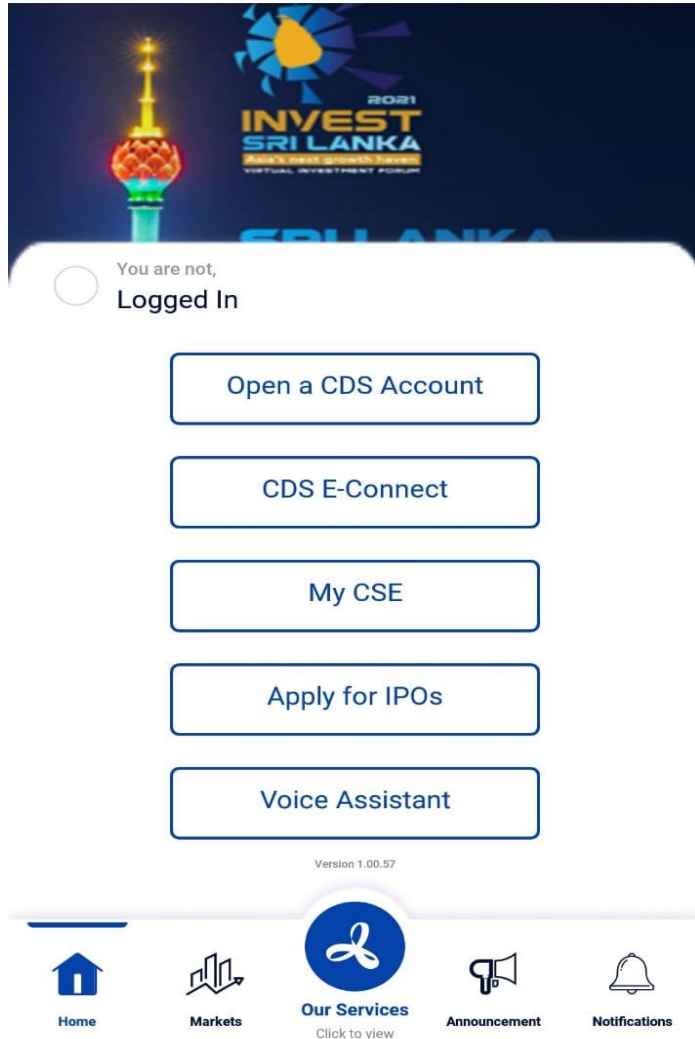 2021
INVEST
SRI LANKA
Asia's next growth haven
VIRTUAL INVESTMENT FORUM
SRI LANKA
You are not,
Logged In
Open a CDS Account
CDS E-Connect
My CSE
Apply for IPOs
Voice Assistant
Version 1.00.57
Home
Markets
Our Services
Click to view
Announcement
Notifications